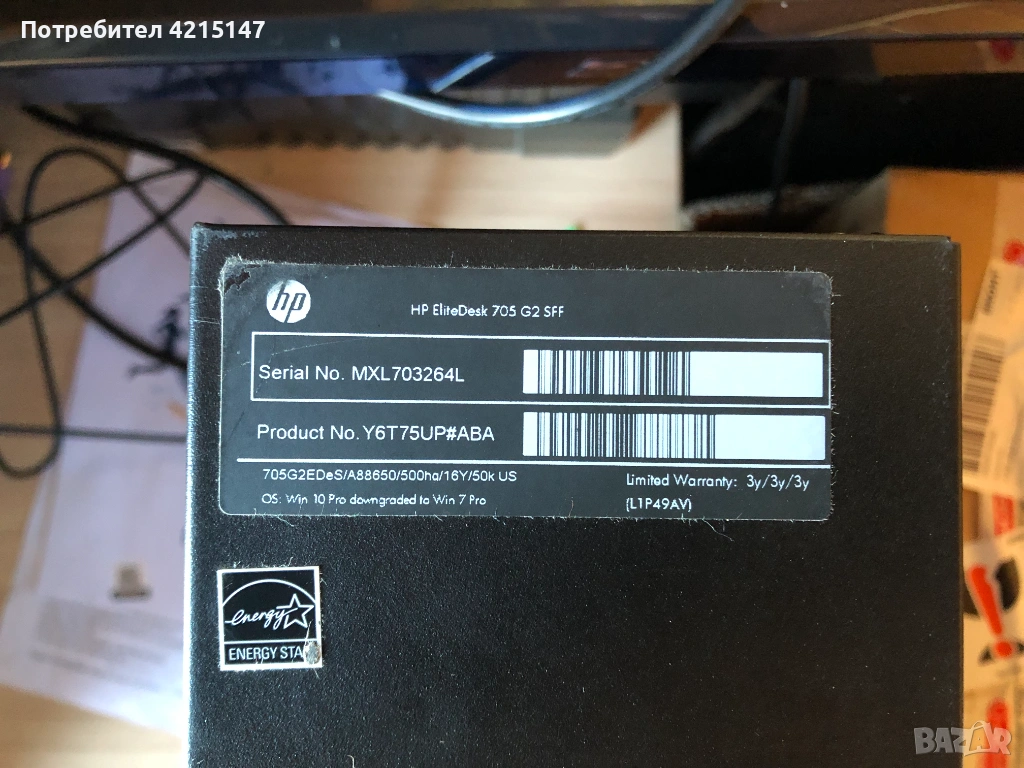 Потребител 4215147
hp
HP EliteDesk 705 G2 SFF
Serial No. MXL703264L
Product No. Y6T75UP#ABA
705G2EDeS/A88650/500ha/16Y/50k US
Limited Warranty: 3y/3y/3y
OS: Win 10 Pro downgraded to Win 7 Pro
(L1P49AV)
energy
ENERGY STA
BAZAR